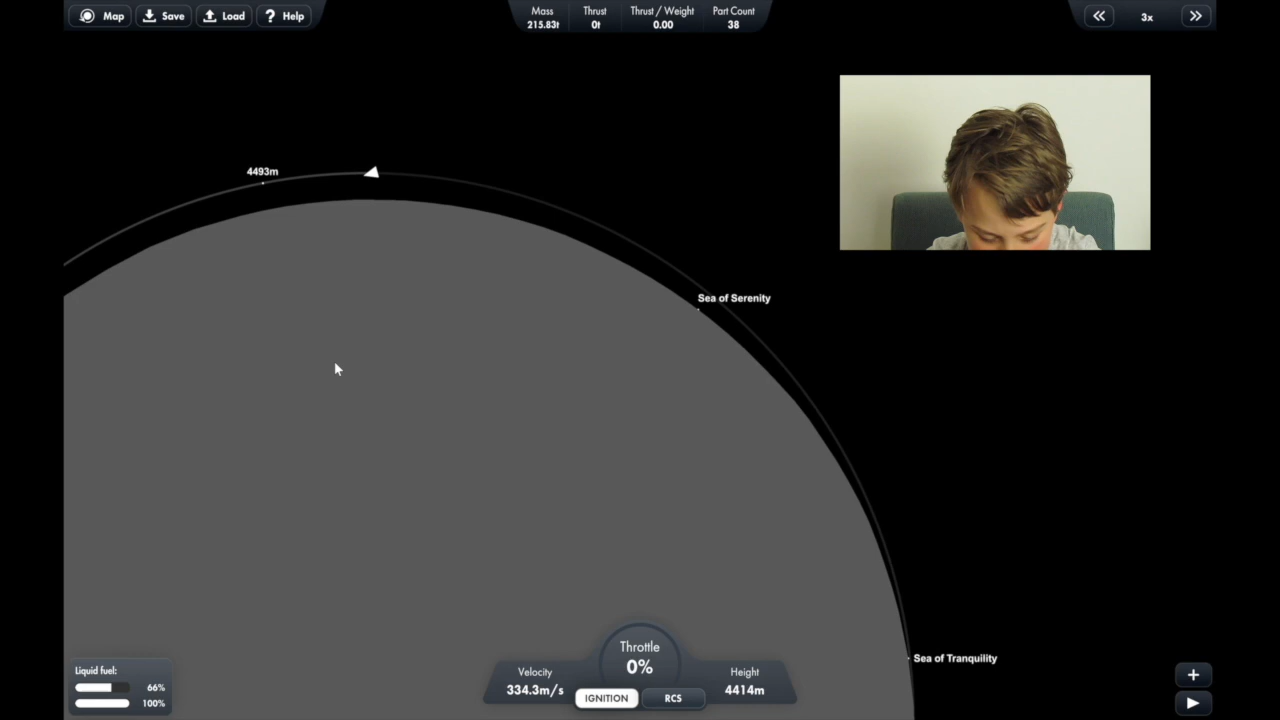 Map Save Load ? Help
Mass Thrust Thrust / Weight Part Count
215.83t 0t 0.00 38
3x
4493m
Sea of Serenity
Sea of Tranquility
Liquid fuel:
66%
100%
Throttle
0%
Velocity
334.3m/s
IGNITION RCS
Height
4414m
+